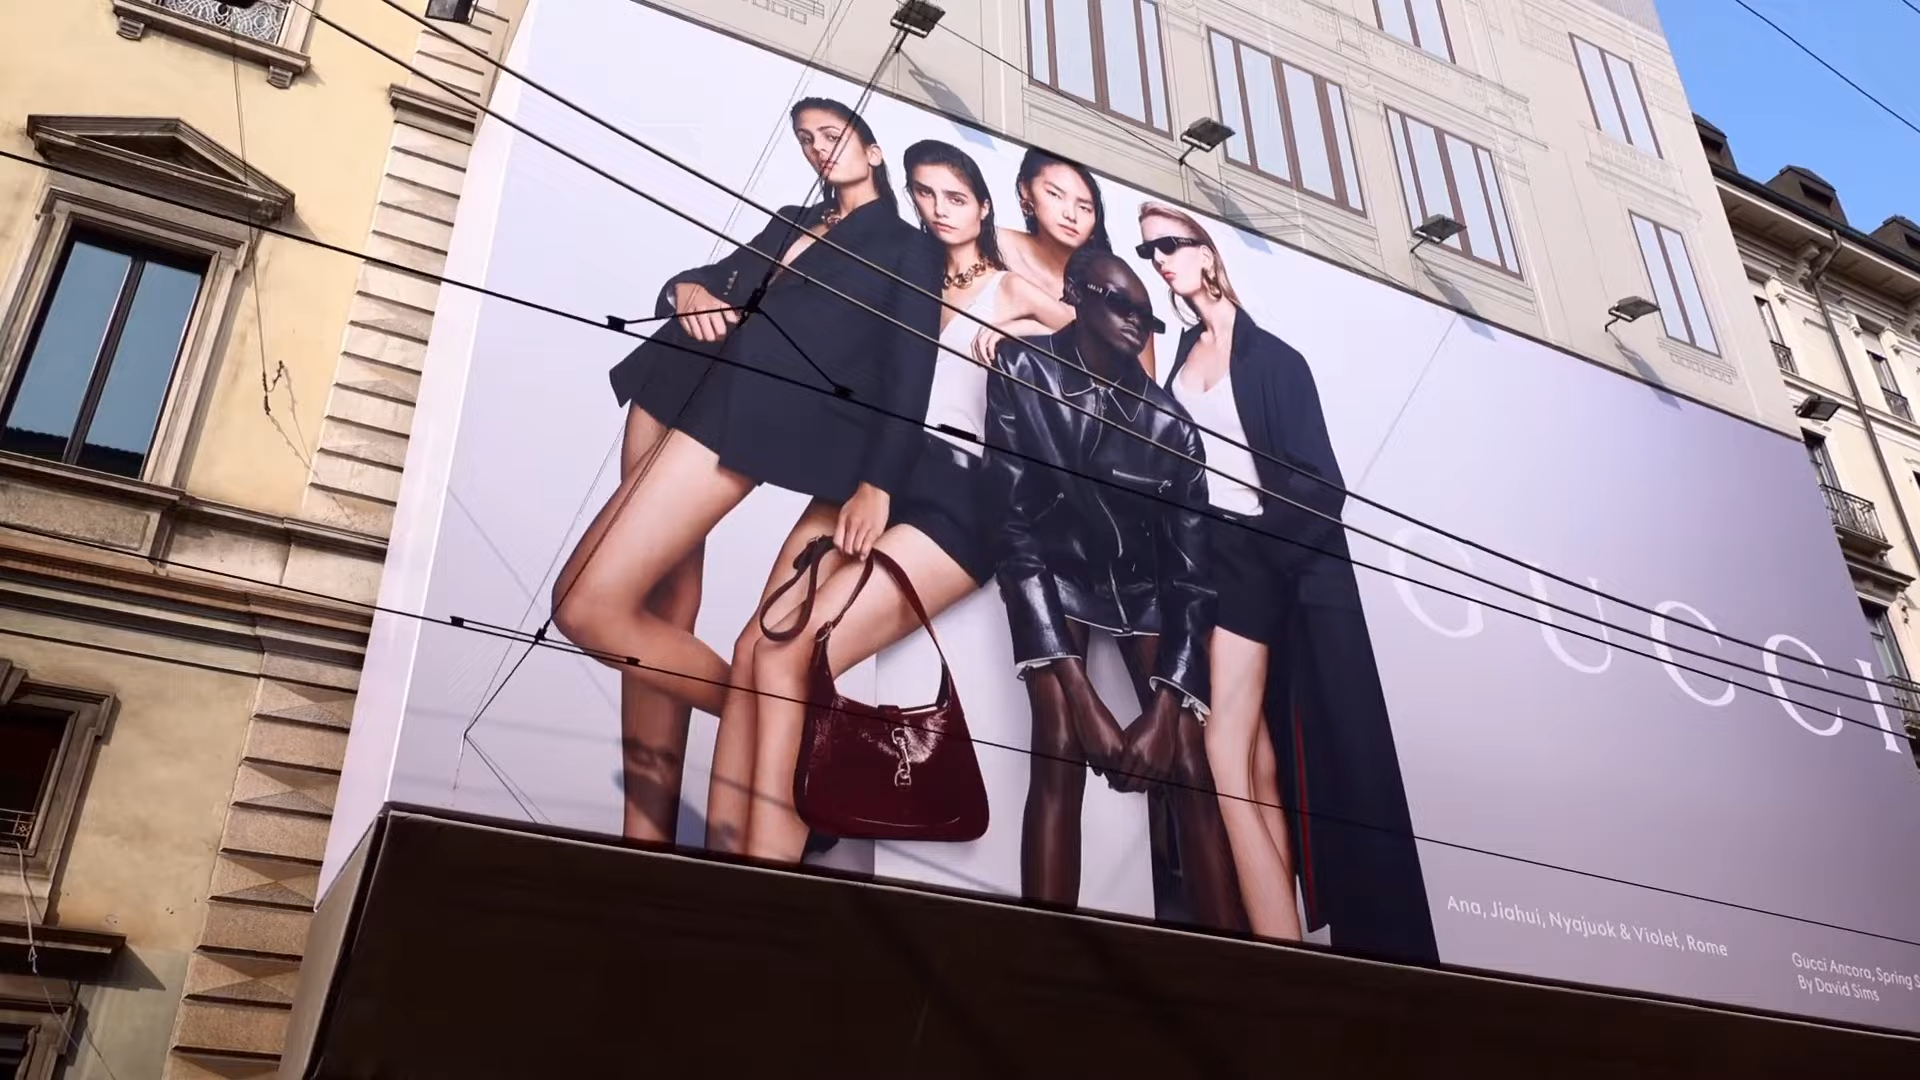 GUCCI
Ana, Jiahui, Nyajuok & Violet, Rome
Gucci Ancora, Spring S
By David Sims